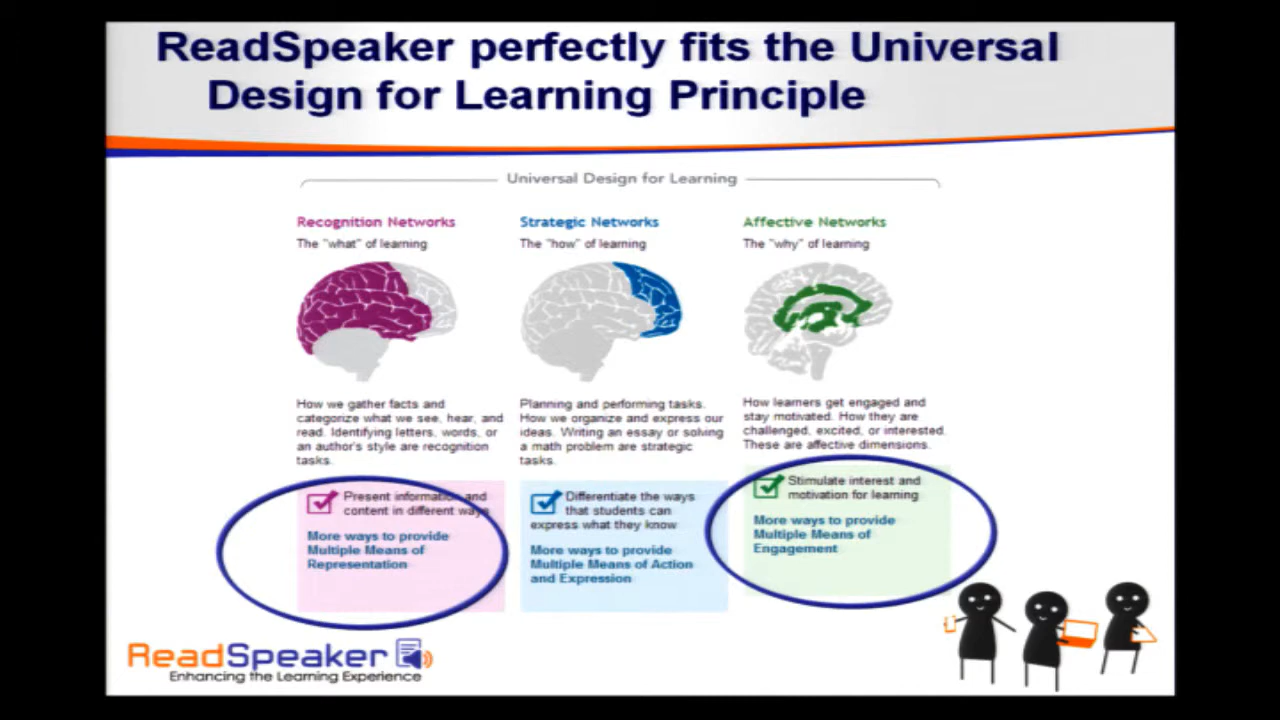 ReadSpeaker perfectly fits the Universal
Design for Learning Principle
Universal Design for Learning
Recognition Networks
The "what" of learning
How we gather facts and
categorize what we see, hear, and
read. Identifying letters, words, or
an author's style are recognition
tasks.
Present information and
content in different ways
More ways to provide
Multiple Means of
Representation
Strategic Networks
The "how" of learning
Planning and performing tasks.
How we organize and express our
ideas. Writing an essay or solving
a math problem are strategic
tasks.
Differentiate the ways
that students can
express what they know
More ways to provide
Multiple Means of Action
and Expression
Affective Networks
The "why" of learning
How learners get engaged and
stay motivated. How they are
challenged, excited, or interested.
These are affective dimensions.
Stimulate interest and
motivation for learning
More ways to provide
Multiple Means of
Engagement
ReadSpeaker
Enhancing the Learning Experience